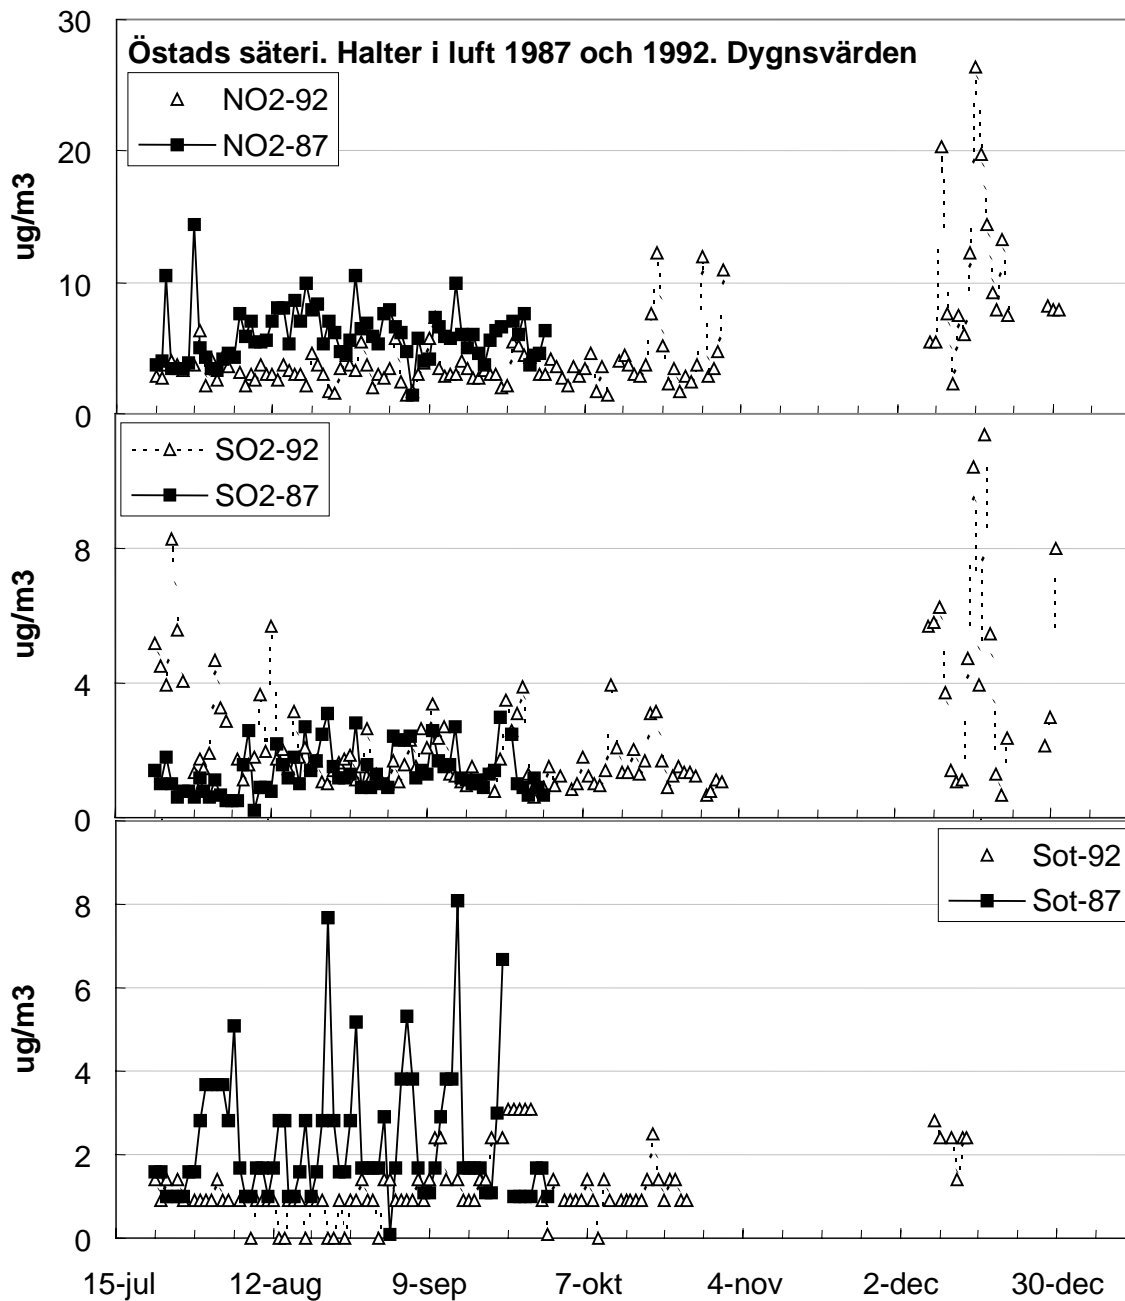 30
Östads säteri. Halter i luft 1987 och 1992. Dygnsvärden
NO2-92
NO2-87
20
ug/m3
10
0
SO2-92
SO2-87
8
ug/m3
4
0
Sot-92
Sot-87
8
6
ug/m3
4
2
0
15-jul 12-aug 9-sep 7-okt 4-nov 2-dec 30-dec